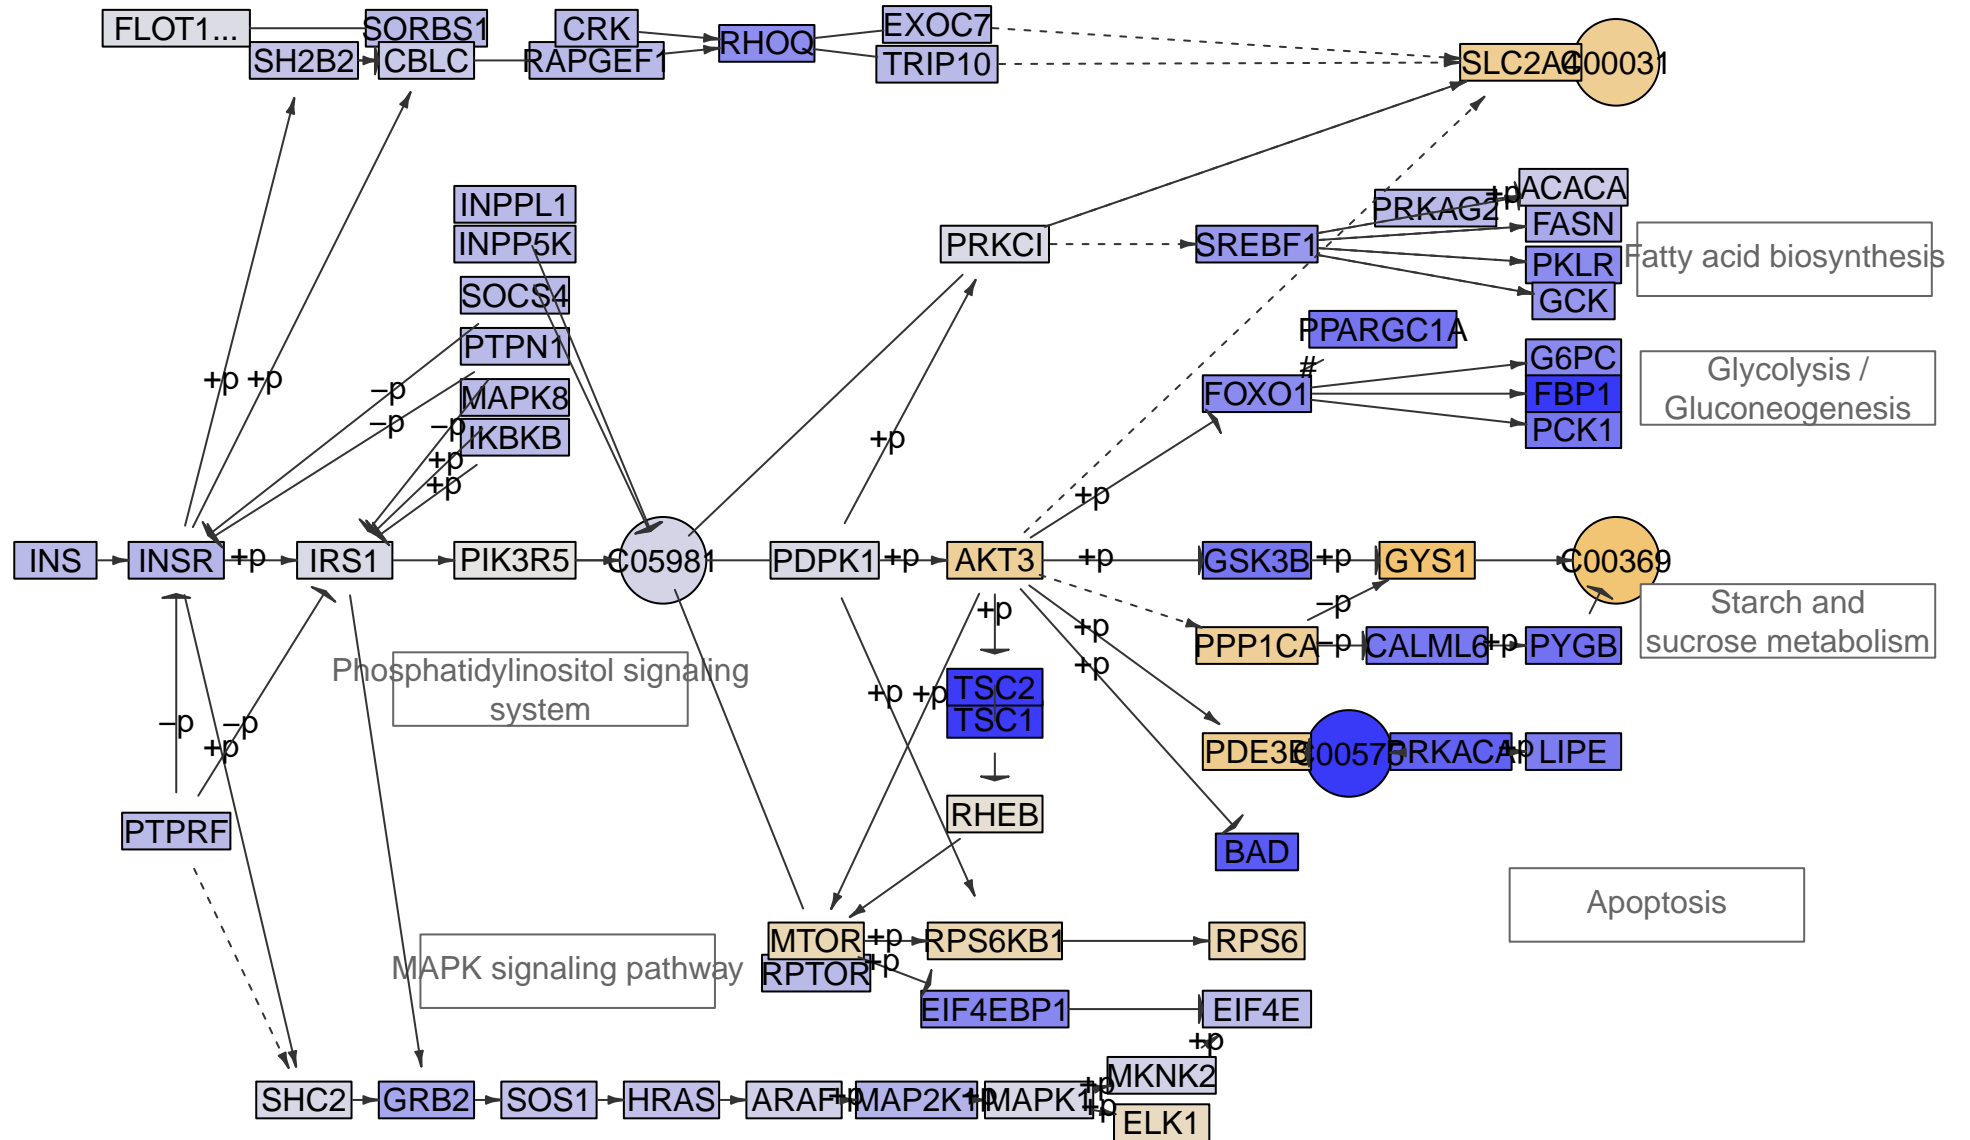 FLOT1...
SORBS1
CRK
EXOC7
RHOQ
SH2B2
CBLC
RAPGEF1
TRIP10
SLC2A4
C00031
INPPL1
INPP5K
SOCS4
PTPN1
MAPK8
IKBKB
PRKCI
SREBF1
PRKAG2
+p
ACACA
FASN
PKLR
GCK
Fatty acid biosynthesis
PPARGC1A
#
FOXO1
G6PC
FBP1
PCK1
Glycolysis /
Gluconeogenesis
+p
+p
–p
–p
–p
+p
+p
+p
+p
INS
INSR
+p
IRS1
PIK3R5
C05981
PDPK1
+p
AKT3
+p
GSK3B
+p
GYS1
C00369
+p
–p
Starch and
sucrose metabolism
PPP1CA
–p
CALML6
+p
PYGB
+p
+p
Phosphatidylinositol signaling
system
+p
+p
TSC2
TSC1
–p
–p
+p
PDE3B
PRKACA
+p
LIPE
RHEB
PTPRF
BAD
Apoptosis
MTOR
+p
RPS6KB1
RPS6
RPTOR
+p
MAPK signaling pathway
EIF4EBP1
EIF4E
+p
MKNK2
SHC2
GRB2
SOS1
HRAS
ARAF
+p
MAP2K1
+p
MAPK1
+p
+p
ELK1